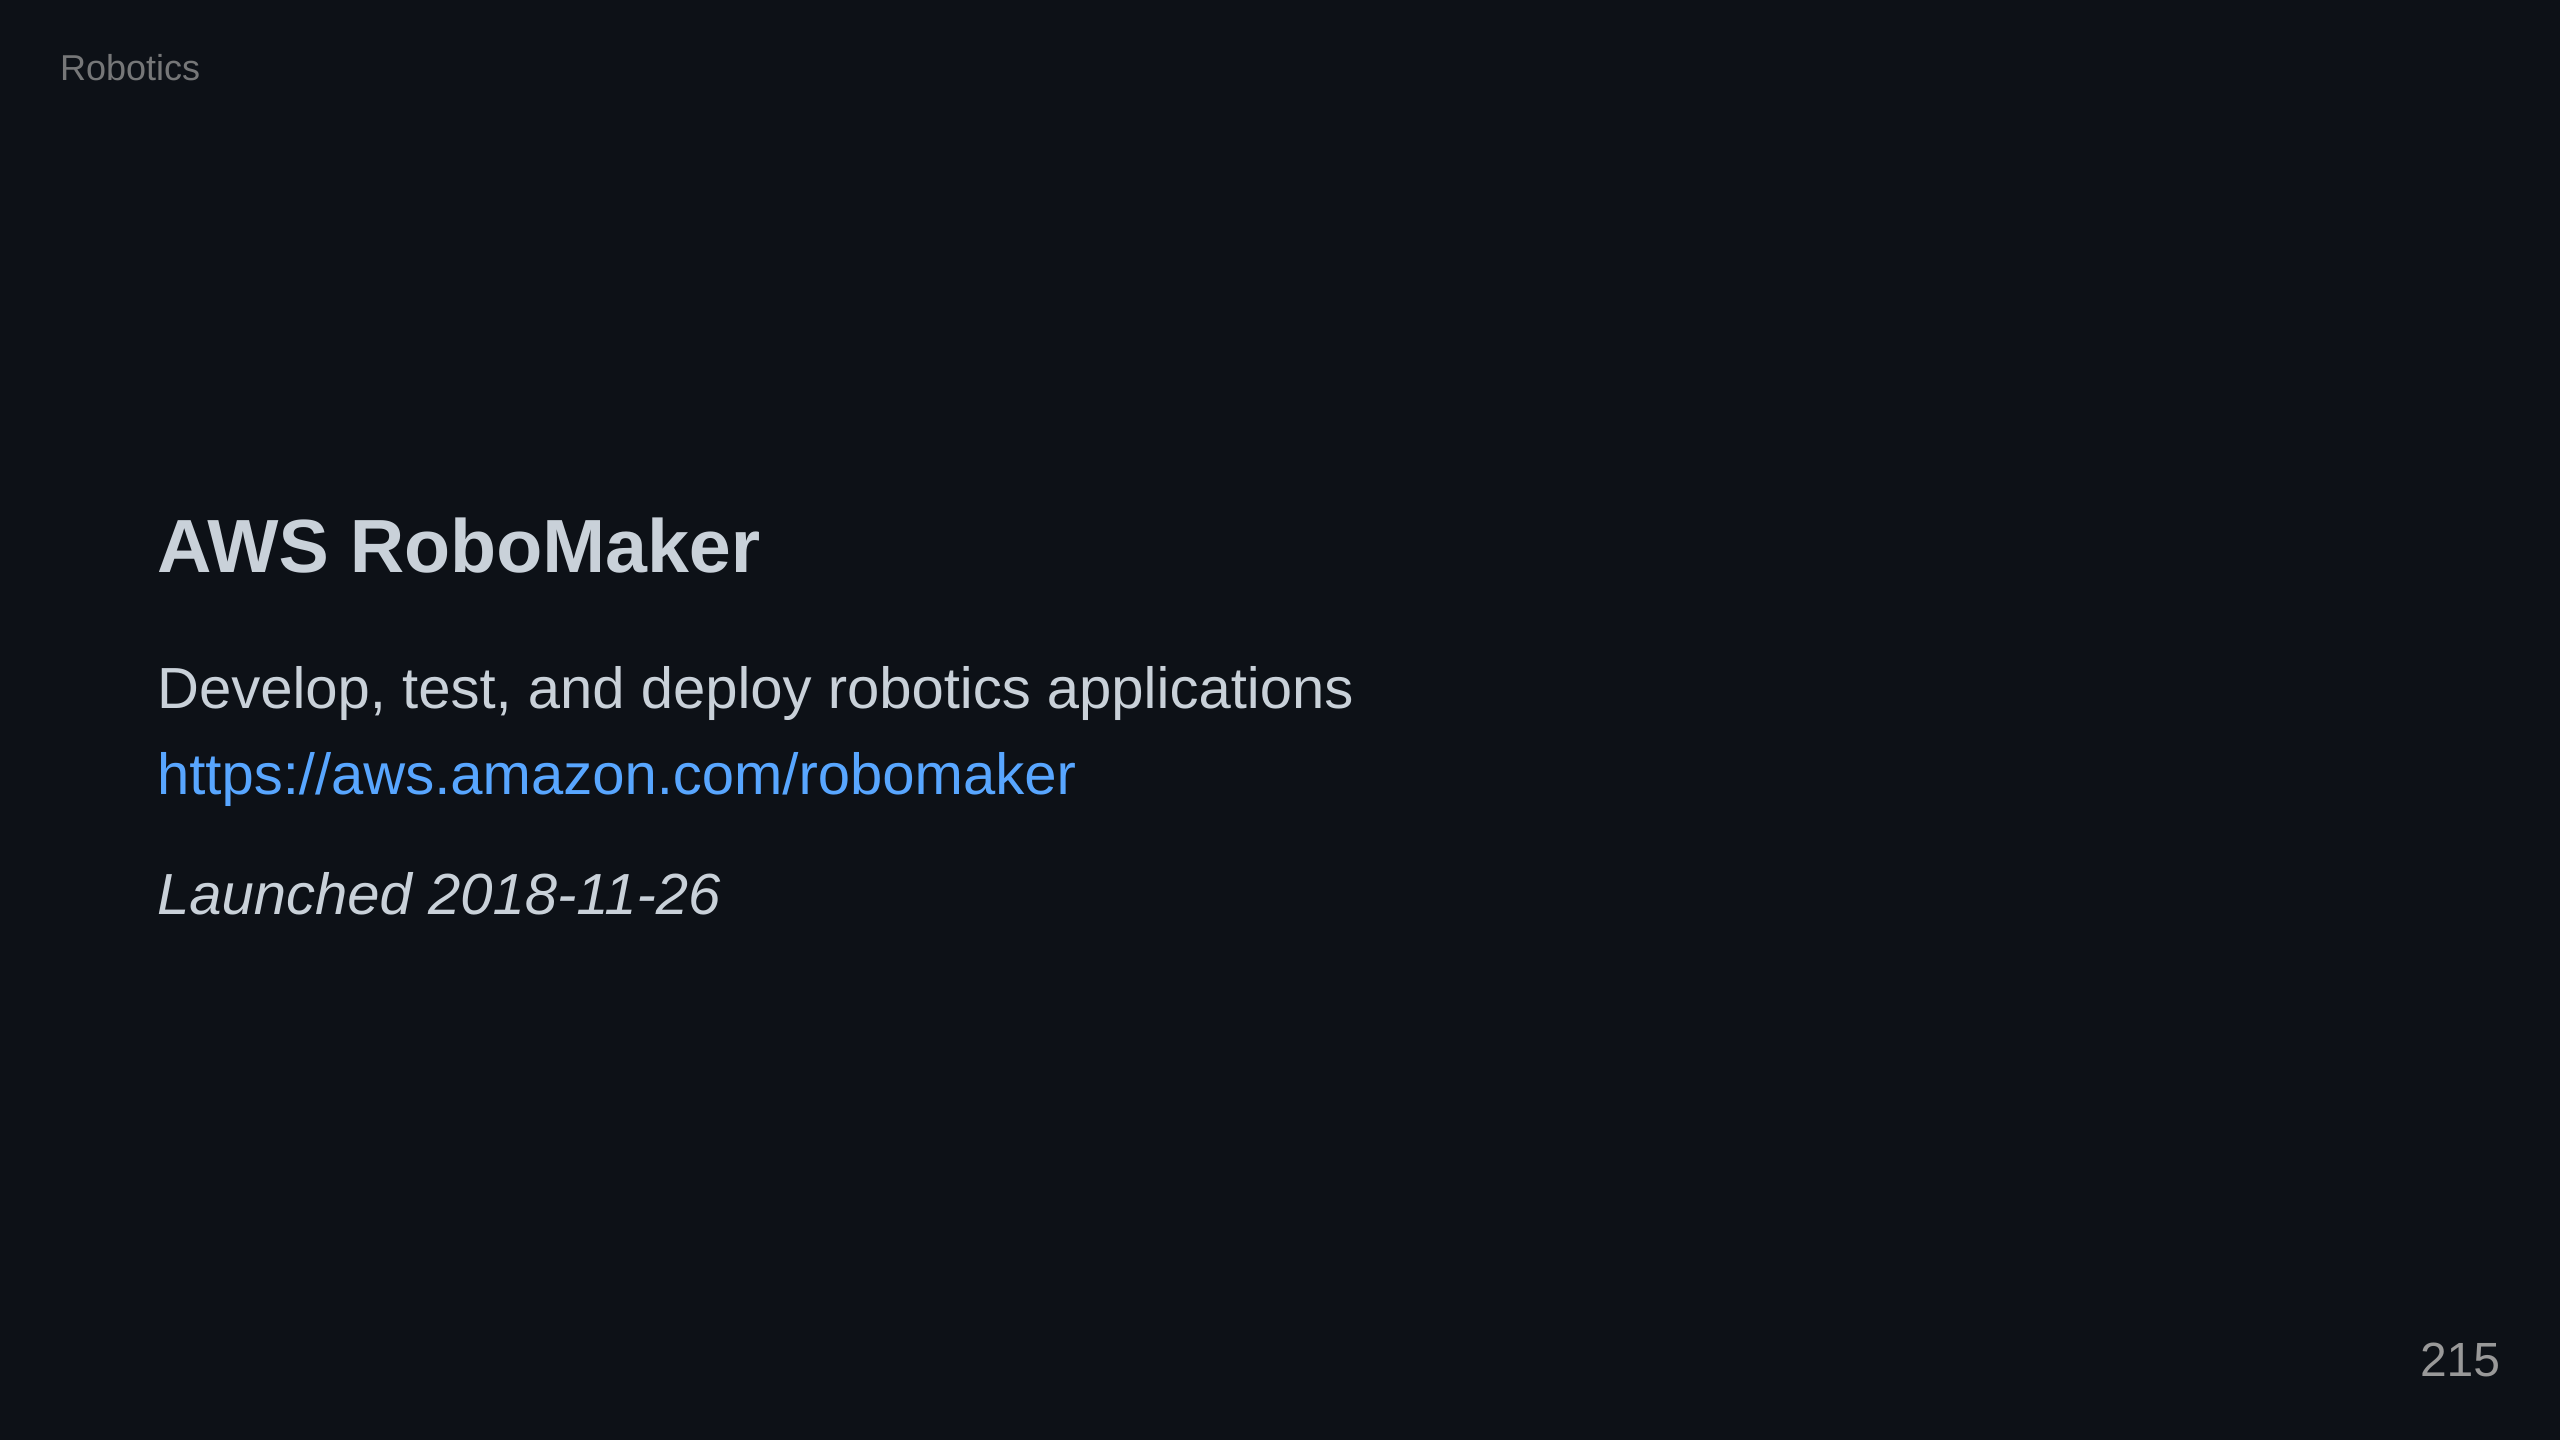 Robotics
AWS RoboMaker
Develop, test, and deploy robotics applications
https://aws.amazon.com/robomaker
Launched 2018-11-26
215